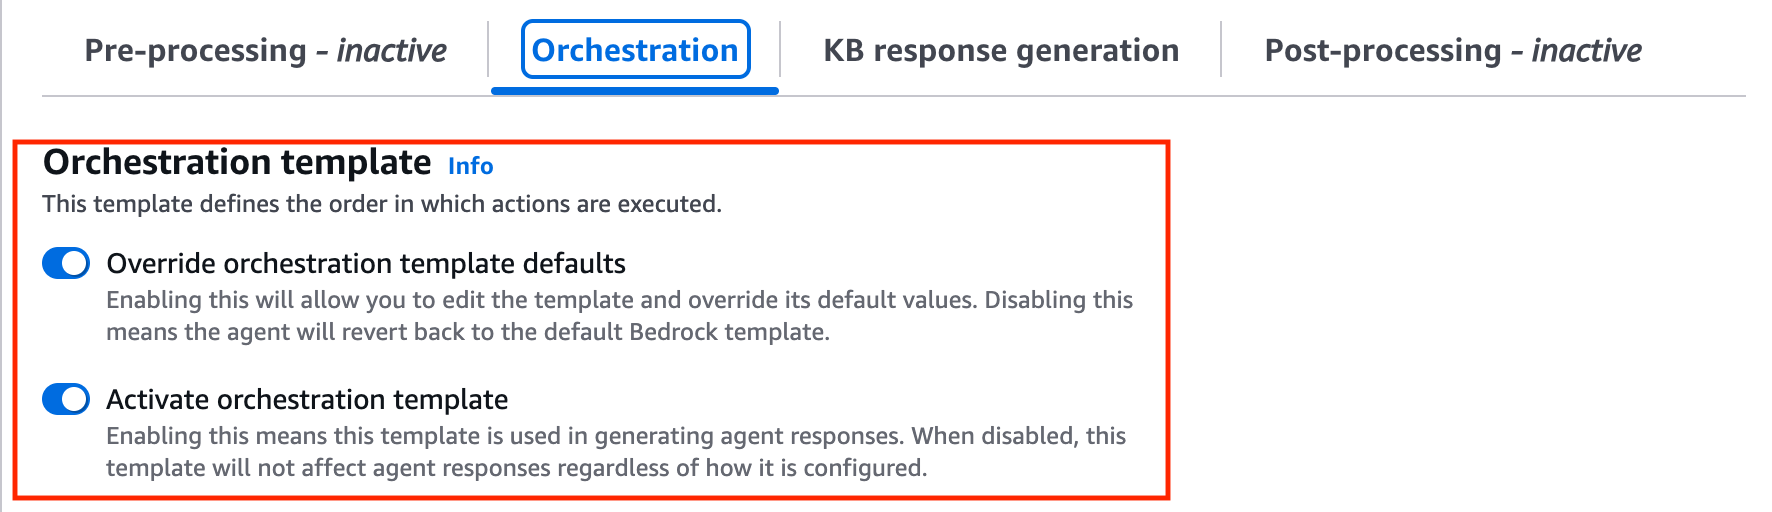 Pre-processing - inactive
Orchestration
KB response generation
Post-processing - inactive
Orchestration template Info
This template defines the order in which actions are executed.
Override orchestration template defaults
Enabling this will allow you to edit the template and override its default values. Disabling this
means the agent will revert back to the default Bedrock template.
Activate orchestration template
Enabling this means this template is used in generating agent responses. When disabled, this
template will not affect agent responses regardless of how it is configured.